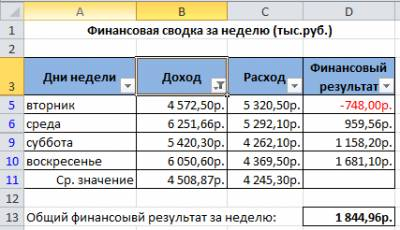 A B C D
1 Финансовая сводка за неделю (тыс.руб.)
2
3 Дни недели Доход Расход Финансовый результат
5 вторник 4 572,50р. 5 320,50р. -748,00р.
6 среда 6 251,66р. 5 292,10р. 959,56р.
9 суббота 5 420,30р. 4 262,10р. 1 158,20р.
10 воскресенье 6 050,60р. 4 369,50р. 1 681,10р.
11 Ср. значение 4 508,87р. 4 245,30р.
12
13 Общий финансоывй результат за неделю: 1 844,96р.